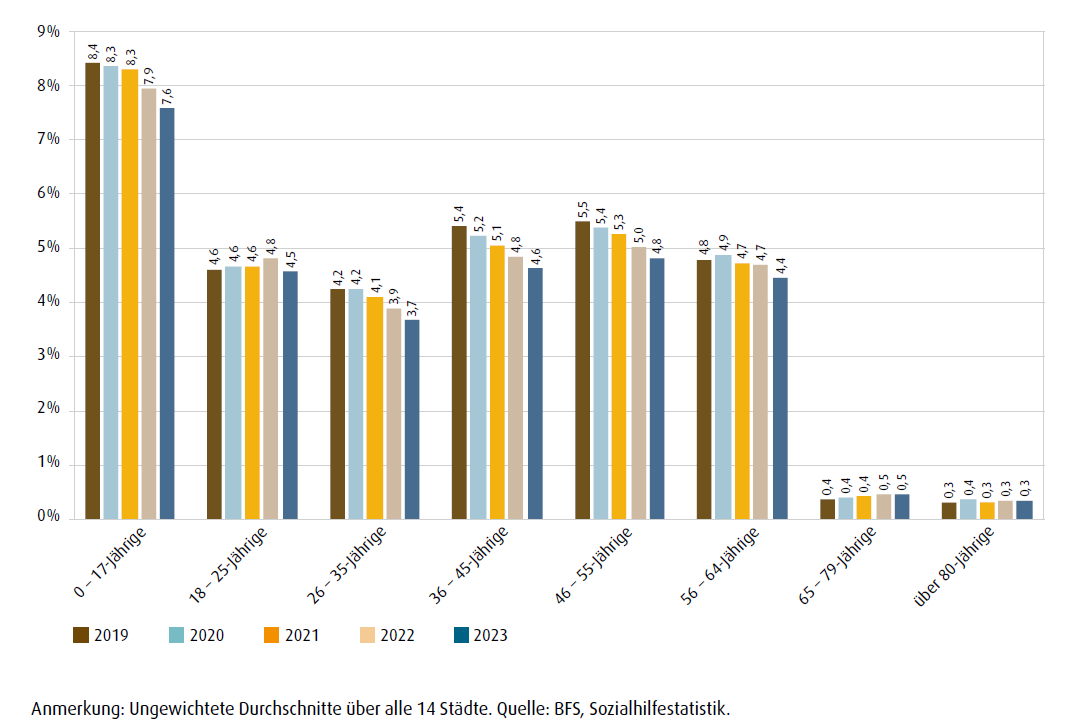 9%
8%
7%
6%
5%
4%
3%
2%
1%
0%
8,4 8,3 8,3 7,9 7,6
4,6 4,6 4,6 4,8 4,5
4,2 4,2 4,1 3,9 3,7
5,4 5,2 5,1 4,8 4,6
5,5 5,4 5,3 5,0 4,8
4,8 4,9 4,7 4,7 4,4
0,4 0,4 0,4 0,5 0,5
0,3 0,4 0,3 0,3 0,3
0 – 17-Jährige
18 – 25-Jährige
26 – 35-Jährige
36 – 45-Jährige
46 – 55-Jährige
56 – 64-Jährige
65 – 79-Jährige
über 80-Jährige
2019 2020 2021 2022 2023
Anmerkung: Ungewichtete Durchschnitte über alle 14 Städte. Quelle: BFS, Sozialhilfestatistik.